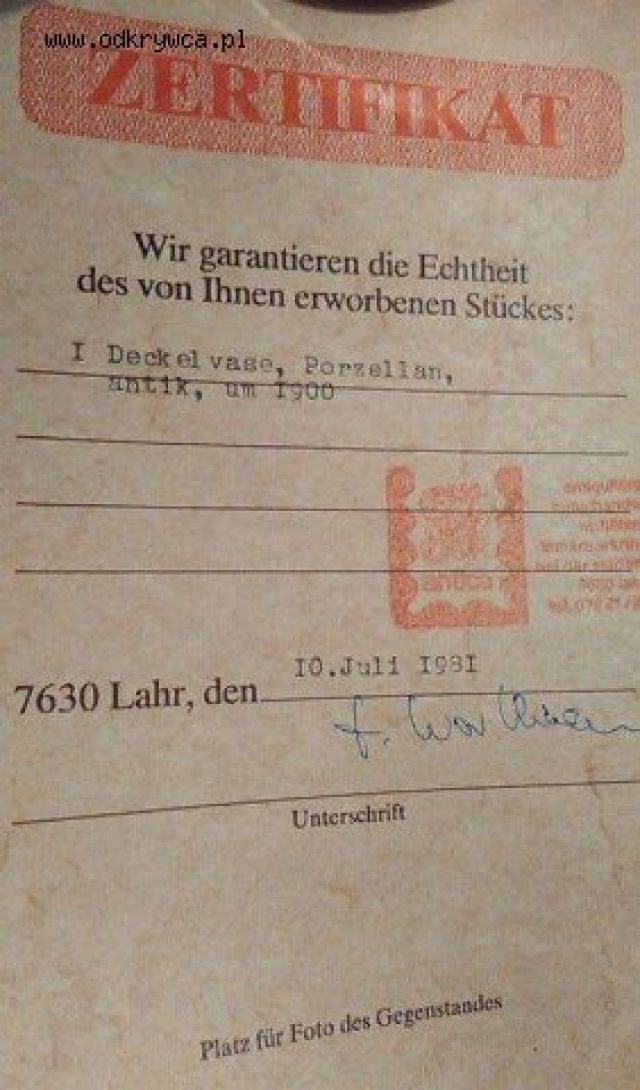 www.odkrywca.pl
ZERTIFIKAT
Wir garantieren die Echtheit
des von Ihnen erworbenen Stückes:
I Deckelvase, Porzellan,
antik, um I900
7630 Lahr, den
I0.Juli I98I
Unterschrift
Platz für Foto des Gegenstandes